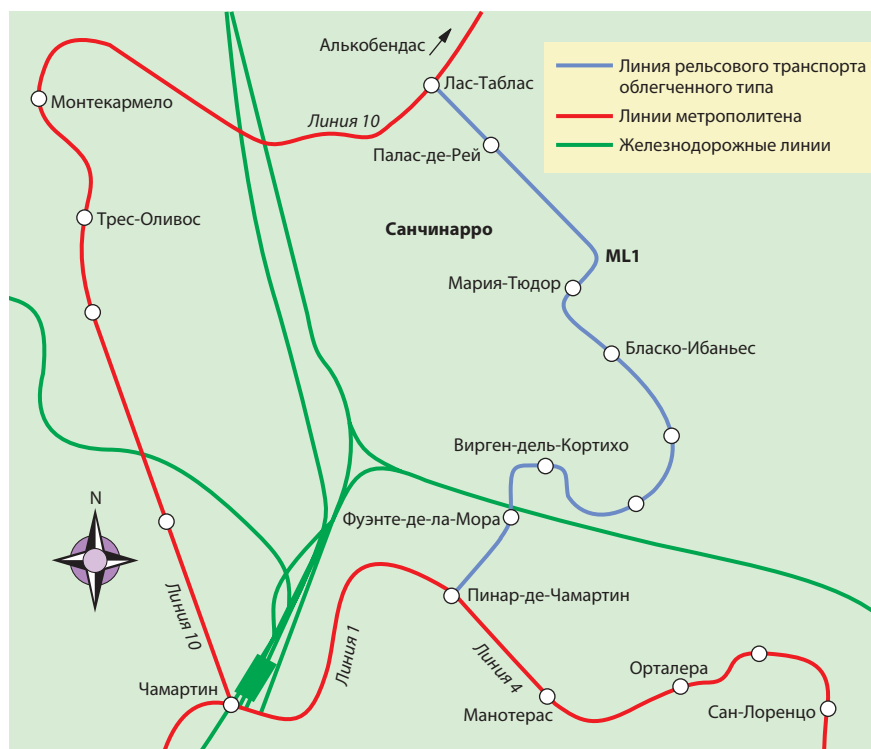 Алькобендас
Лас-Таблас
Линия рельсового транспорта
облегченного типа
Линии метрополитена
Железнодорожные линии
Монтекармело
Линия 10
Палас-де-Рей
Трес-Оливос
Санчинарро
ML1
Мария-Тюдор
Бласко-Ибаньес
Вирген-дель-Кортихо
N
Фуэнте-де-ла-Мора
Пинар-де-Чамартин
Линия 10
Линия 1
Линия 4
Чамартин
Орталера
Манотерас
Сан-Лоренцо